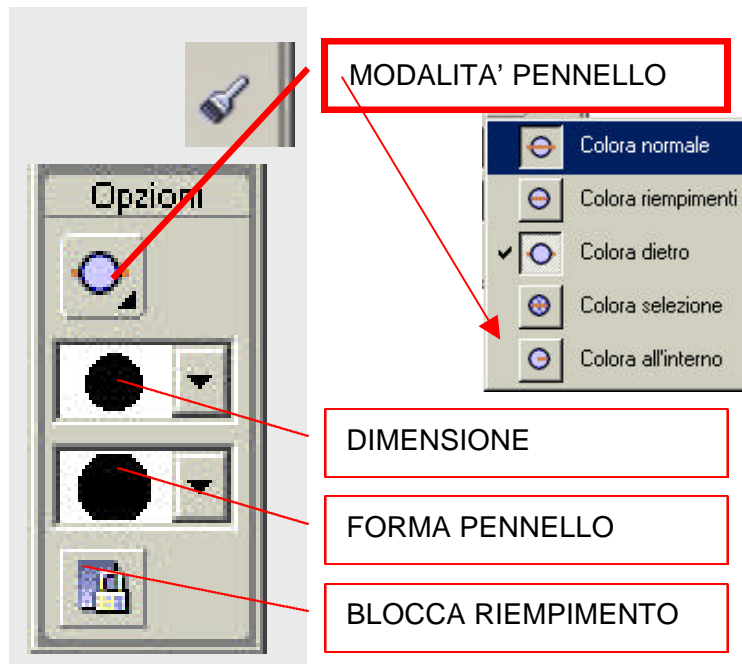 MODALITA' PENNELLO
Opzioni
Colora normale
Colora riempimenti
Colora dietro
Colora selezione
Colora all'interno
DIMENSIONE
FORMA PENNELLO
BLOCCA RIEMPIMENTO